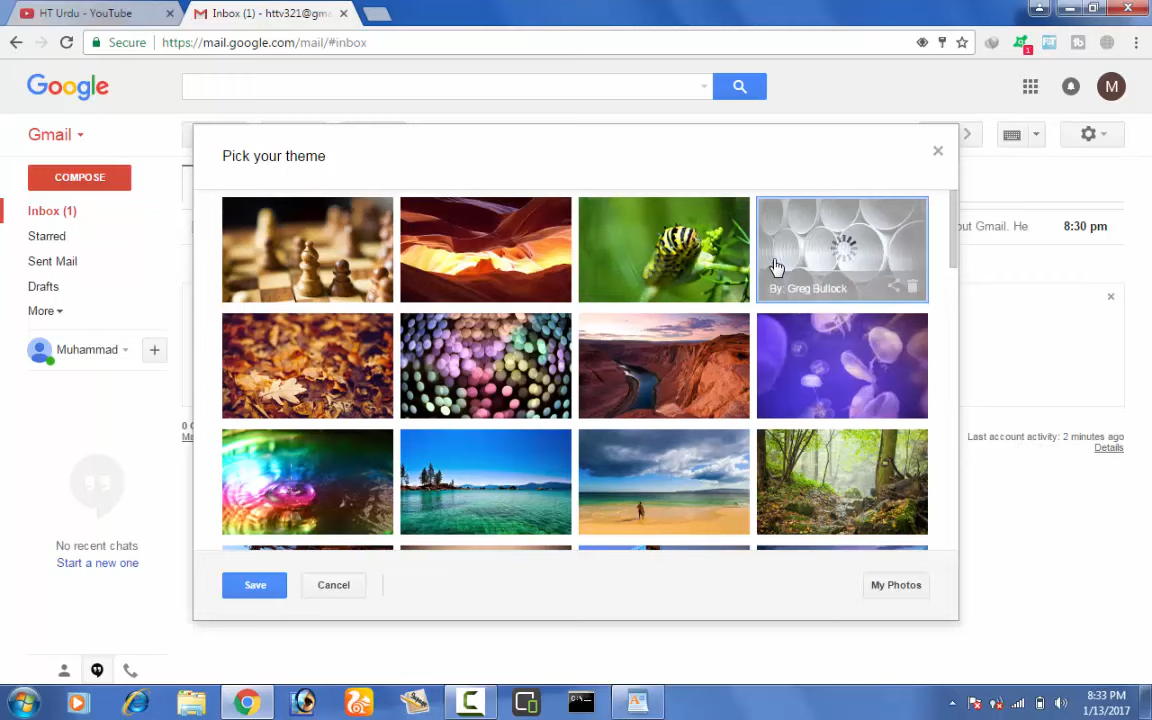 HT Urdu - YouTube
Inbox (1) - httv321@gma
Secure
https://mail.google.com/mail/#inbox
1
Google
M
Gmail
Pick your theme
COMPOSE
Inbox (1)
out Gmail. He
8:30 pm
Starred
Sent Mail
Drafts
More
By: Greg Bullock
Muhammad
Last account activity: 2 minutes ago
Details
No recent chats
Start a new one
Save
Cancel
My Photos
C:\
8:33 PM
1/13/2017